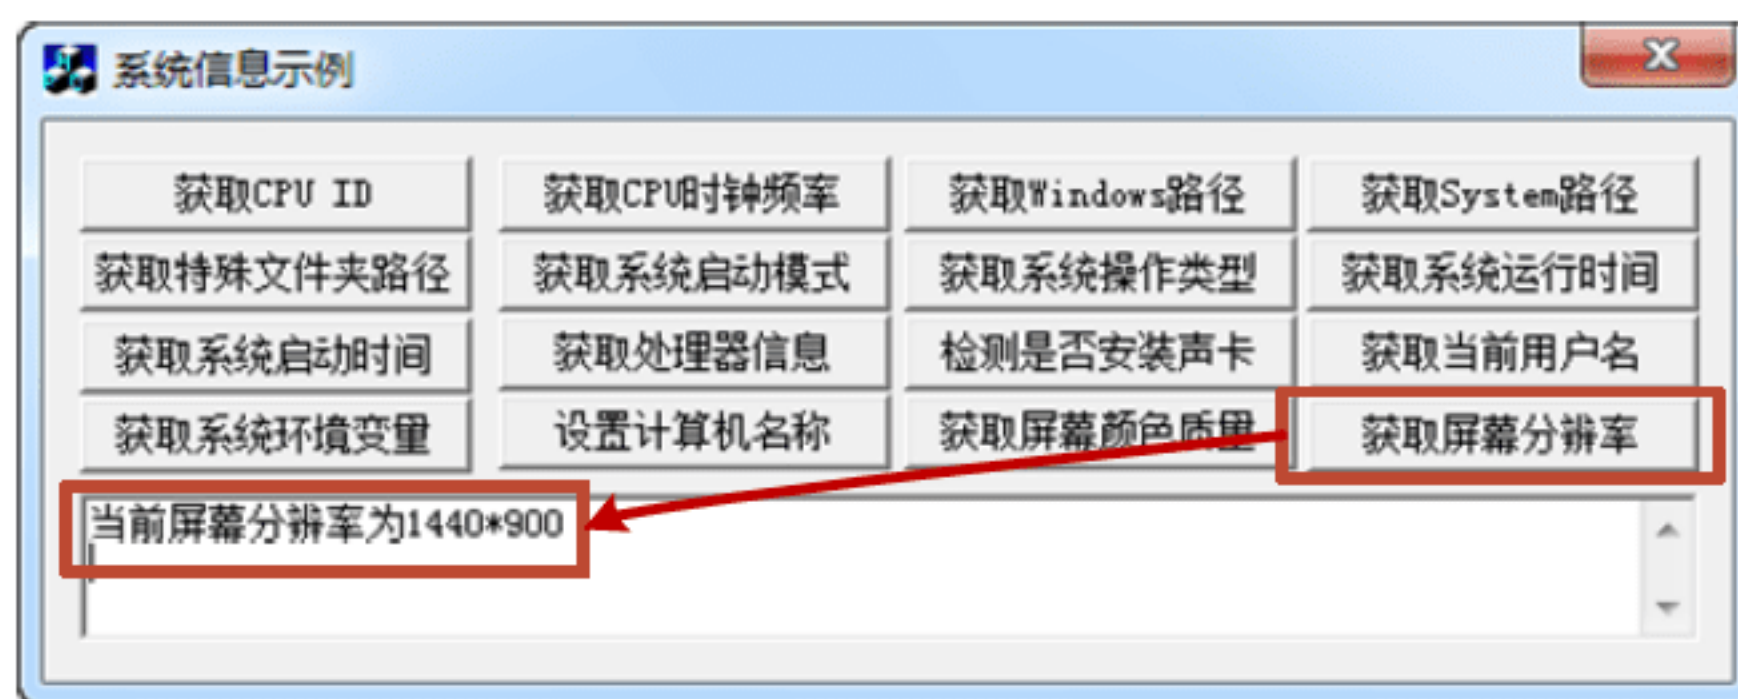 系统信息示例
获取CPU ID 获取CPU时钟频率 获取Windows路径 获取System路径
获取特殊文件夹路径 获取系统启动模式 获取系统操作类型 获取系统运行时间
获取系统启动时间 获取处理器信息 检测是否安装声卡 获取当前用户名
获取系统环境变量 设置计算机名称 获取屏幕颜色质量 获取屏幕分辨率
当前屏幕分辨率为1440*900